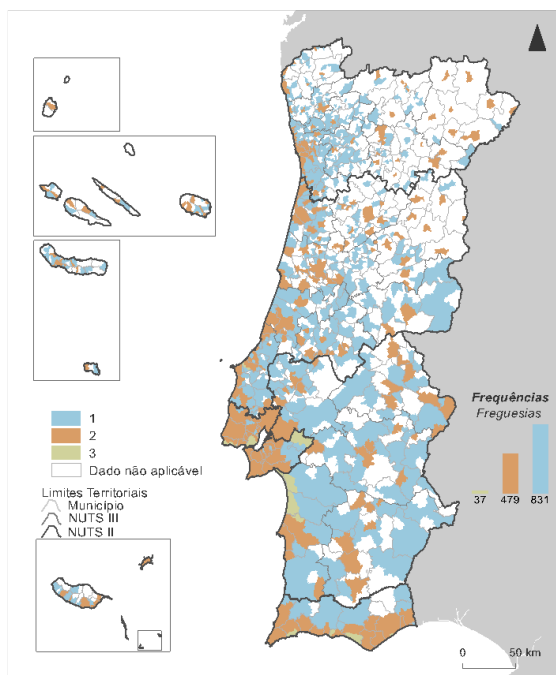 1
2
3
Dado não aplicável
Limites Territoriais
Município
NUTS III
NUTS II
Frequências
Freguesias
37 479 831
0 50 km